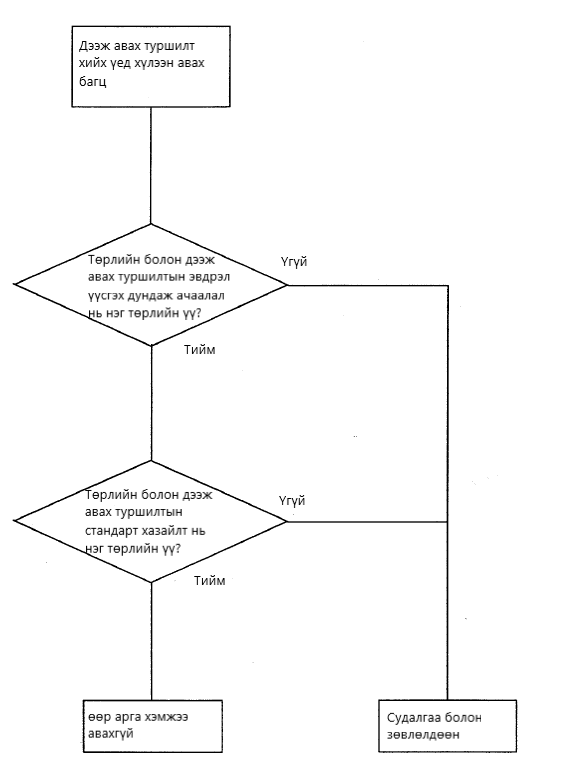 Дээж авах туршилт
хийх үед хүлээн авах
багц
Төрлийн болон дээж
авах туршилтын эвдрэл
үүсгэх дундаж ачаалал
нь нэг төрлийн үү?
Үгүй
Тийм
Төрлийн болон дээж
авах туршилтын
стандарт хазайлт нь
нэг төрлийн үү?
Үгүй
Тийм
өөр арга хэмжээ
авахгүй
Судалгаа болон
зөвлөлдөөн